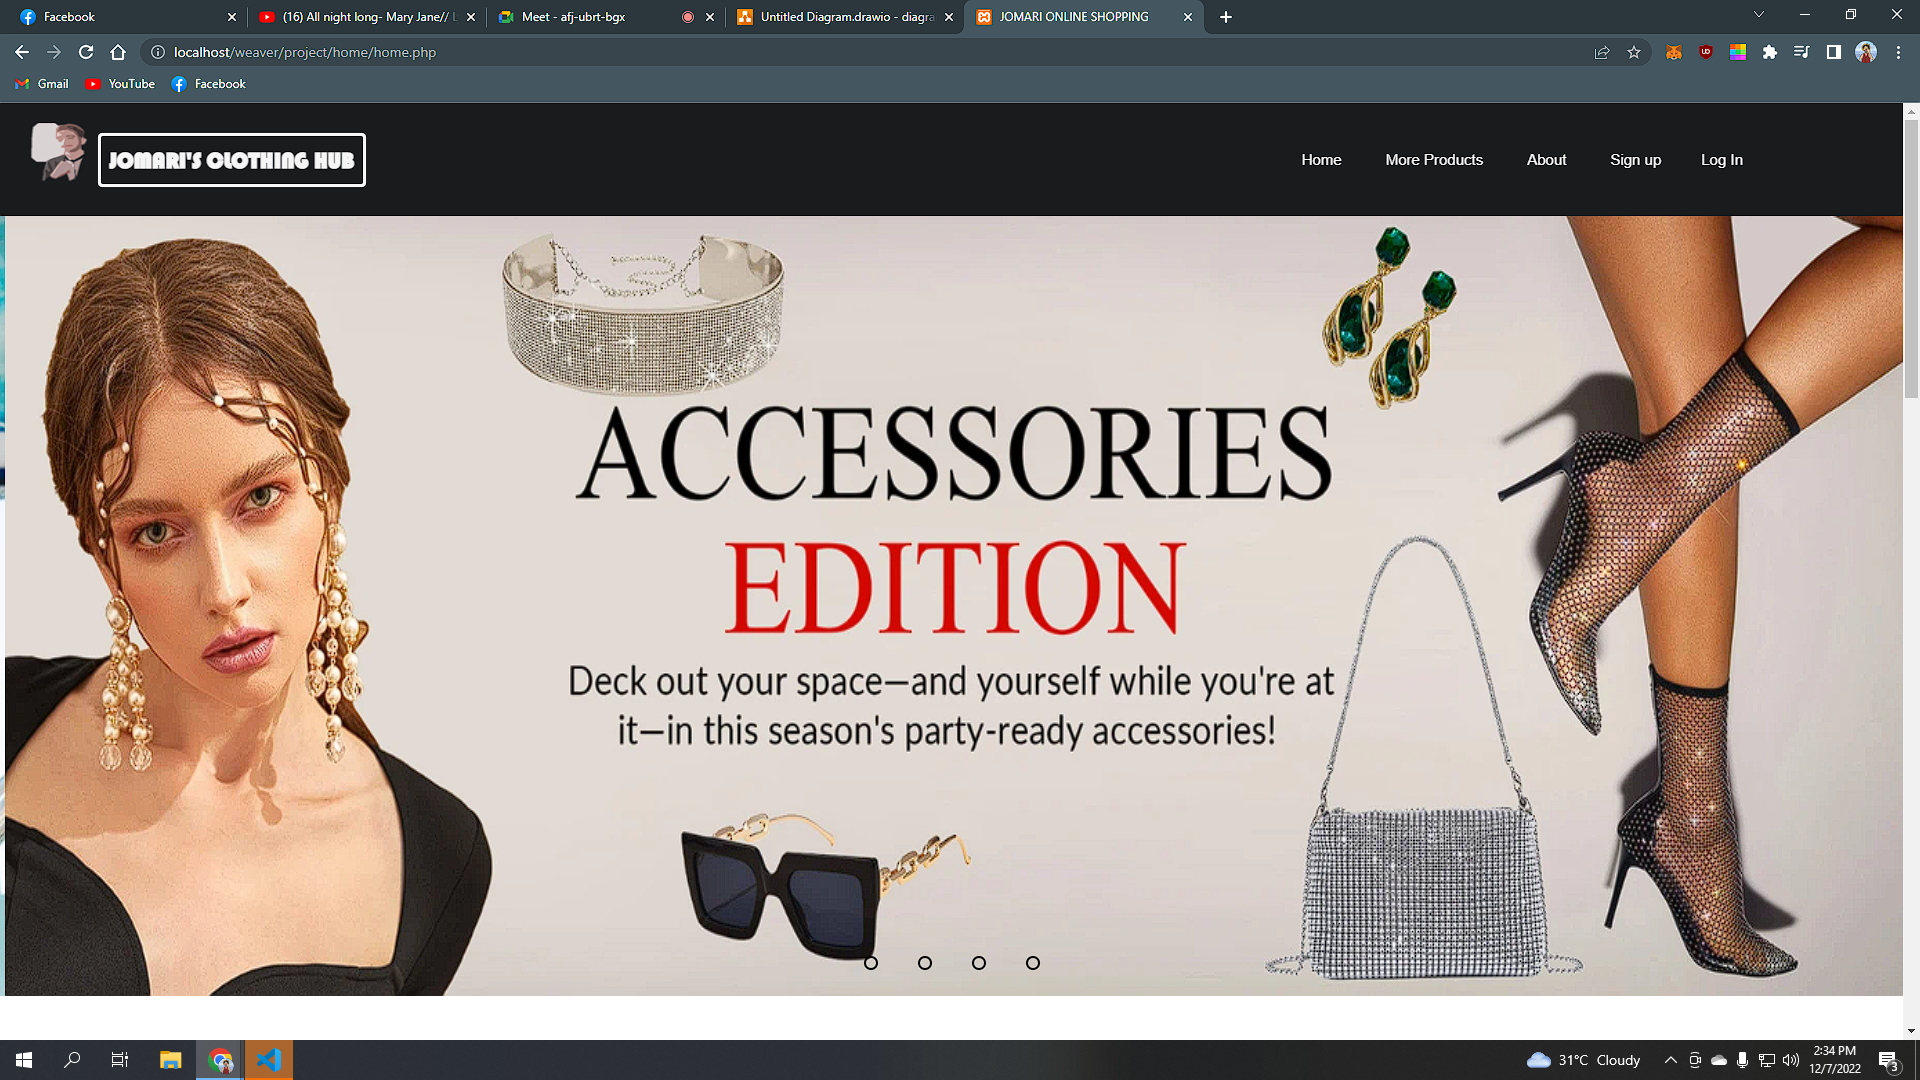 Facebook
(16) All night long- Mary Jane// L
Meet - afj-ubrt-bgx
Untitled Diagram.drawio - diagra
JOMARI ONLINE SHOPPING
localhost/weaver/project/home/home.php
Gmail
YouTube
Facebook
JOMARI'S CLOTHING HUB
Home
More Products
About
Sign up
Log In
ACCESSORIES
EDITION
Deck out your space—and yourself while you're at
it—in this season's party-ready accessories!
31°C Cloudy
2:34 PM
12/7/2022
3